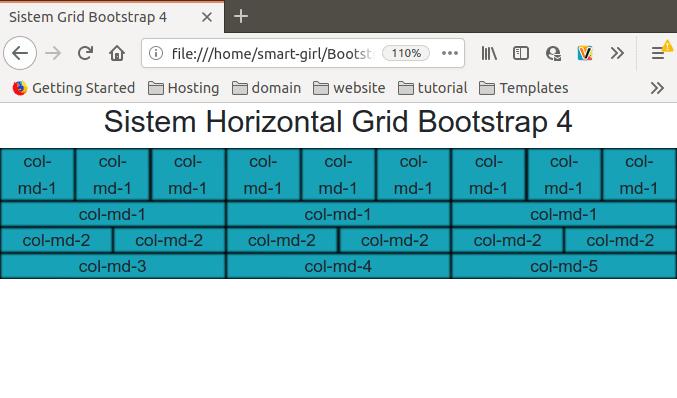 Sistem Grid Bootstrap 4
file:///home/smart-girl/Boots 110%
Getting Started Hosting domain website tutorial Templates
Sistem Horizontal Grid Bootstrap 4
col- col- col- col- col- col- col- col- col-
md-1 md-1 md-1 md-1 md-1 md-1 md-1 md-1 md-1
col-md-1 col-md-1 col-md-1
col-md-2 col-md-2 col-md-2 col-md-2 col-md-2 col-md-2
col-md-3 col-md-4 col-md-5